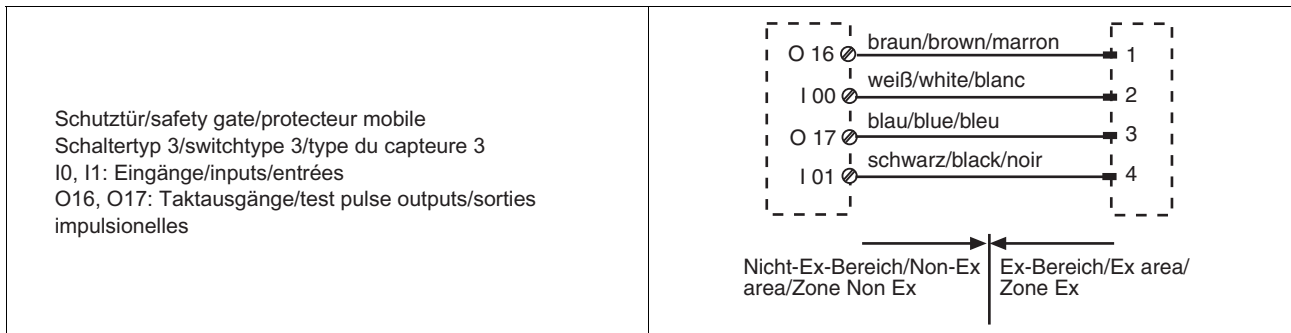 Schutztür/safety gate/protecteur mobile
Schaltertyp 3/switchtype 3/type du capteure 3
I0, I1: Eingänge/inputs/entrées
O16, O17: Taktausgänge/test pulse outputs/sorties
impulsionelles
O 16 braun/brown/marron 1
I 00 weiß/white/blanc 2
O 17 blau/blue/bleu 3
I 01 schwarz/black/noir 4
Nicht-Ex-Bereich/Non-Ex
area/Zone Non Ex
Ex-Bereich/Ex area/
Zone Ex